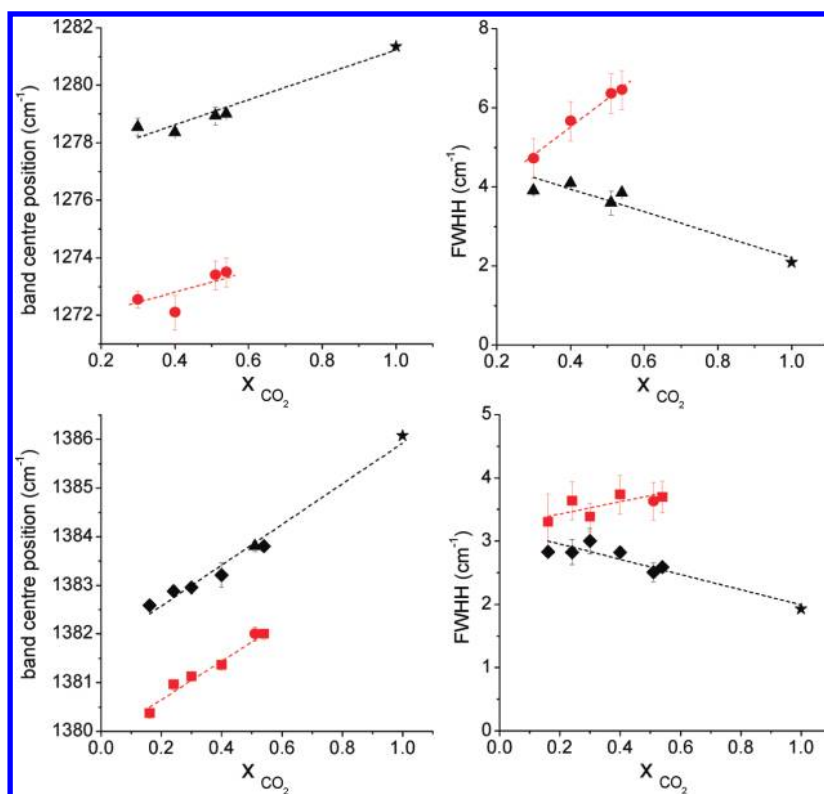 1282
1280
1278
1276
1274
1272
band centre position (cm-1)
0.2 0.4 0.6 0.8 1.0
X CO2
8
6
4
2
0
FWHH (cm-1)
0.2 0.4 0.6 0.8 1.0
X CO2
1386
1385
1384
1383
1382
1381
1380
band centre position (cm-1)
0.0 0.2 0.4 0.6 0.8 1.0
X CO2
5
4
3
2
1
0
FWHH (cm-1)
0.0 0.2 0.4 0.6 0.8 1.0
X CO2